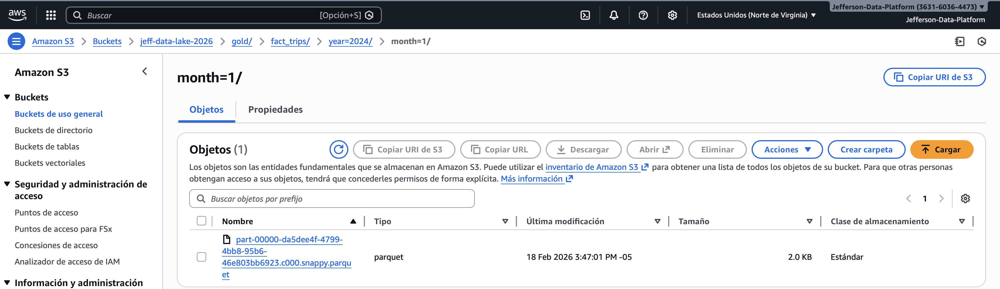 aws
Buscar
[Opción+S]
Estados Unidos (Norte de Virginia)
Jefferson-Data-Platform (3631-6036-4473)
Jefferson-Data-Platform
Amazon S3
Buckets
jeff-data-lake-2026
gold/
fact_trips/
year=2024/
month=1/
Amazon S3
Buckets
Buckets de uso general
Buckets de directorio
Buckets de tablas
Buckets vectoriales
Seguridad y administración de
acceso
Puntos de acceso
Puntos de acceso para FSx
Concesiones de acceso
Analizador de acceso de IAM
Información y administración
month=1/
Copiar URI de S3
Objetos
Propiedades
Objetos (1)
Copiar URI de S3
Copiar URL
Descargar
Abrir
Eliminar
Acciones
Crear carpeta
Cargar
Los objetos son las entidades fundamentales que se almacenan en Amazon S3. Puede utilizar el inventario de Amazon S3 para obtener una lista de todos los objetos de su bucket. Para que otras personas
obtengan acceso a sus objetos, tendrá que concederles permisos de forma explícita. Más información
Buscar objetos por prefijo
1
Nombre
Tipo
Última modificación
Tamaño
Clase de almacenamiento
part-00000-da5dee4f-4799-
4bb8-95b6-
46e803bb6923.c000.snappy.parqu
et
parquet
18 Feb 2026 3:47:01 PM -05
2.0 KB
Estándar